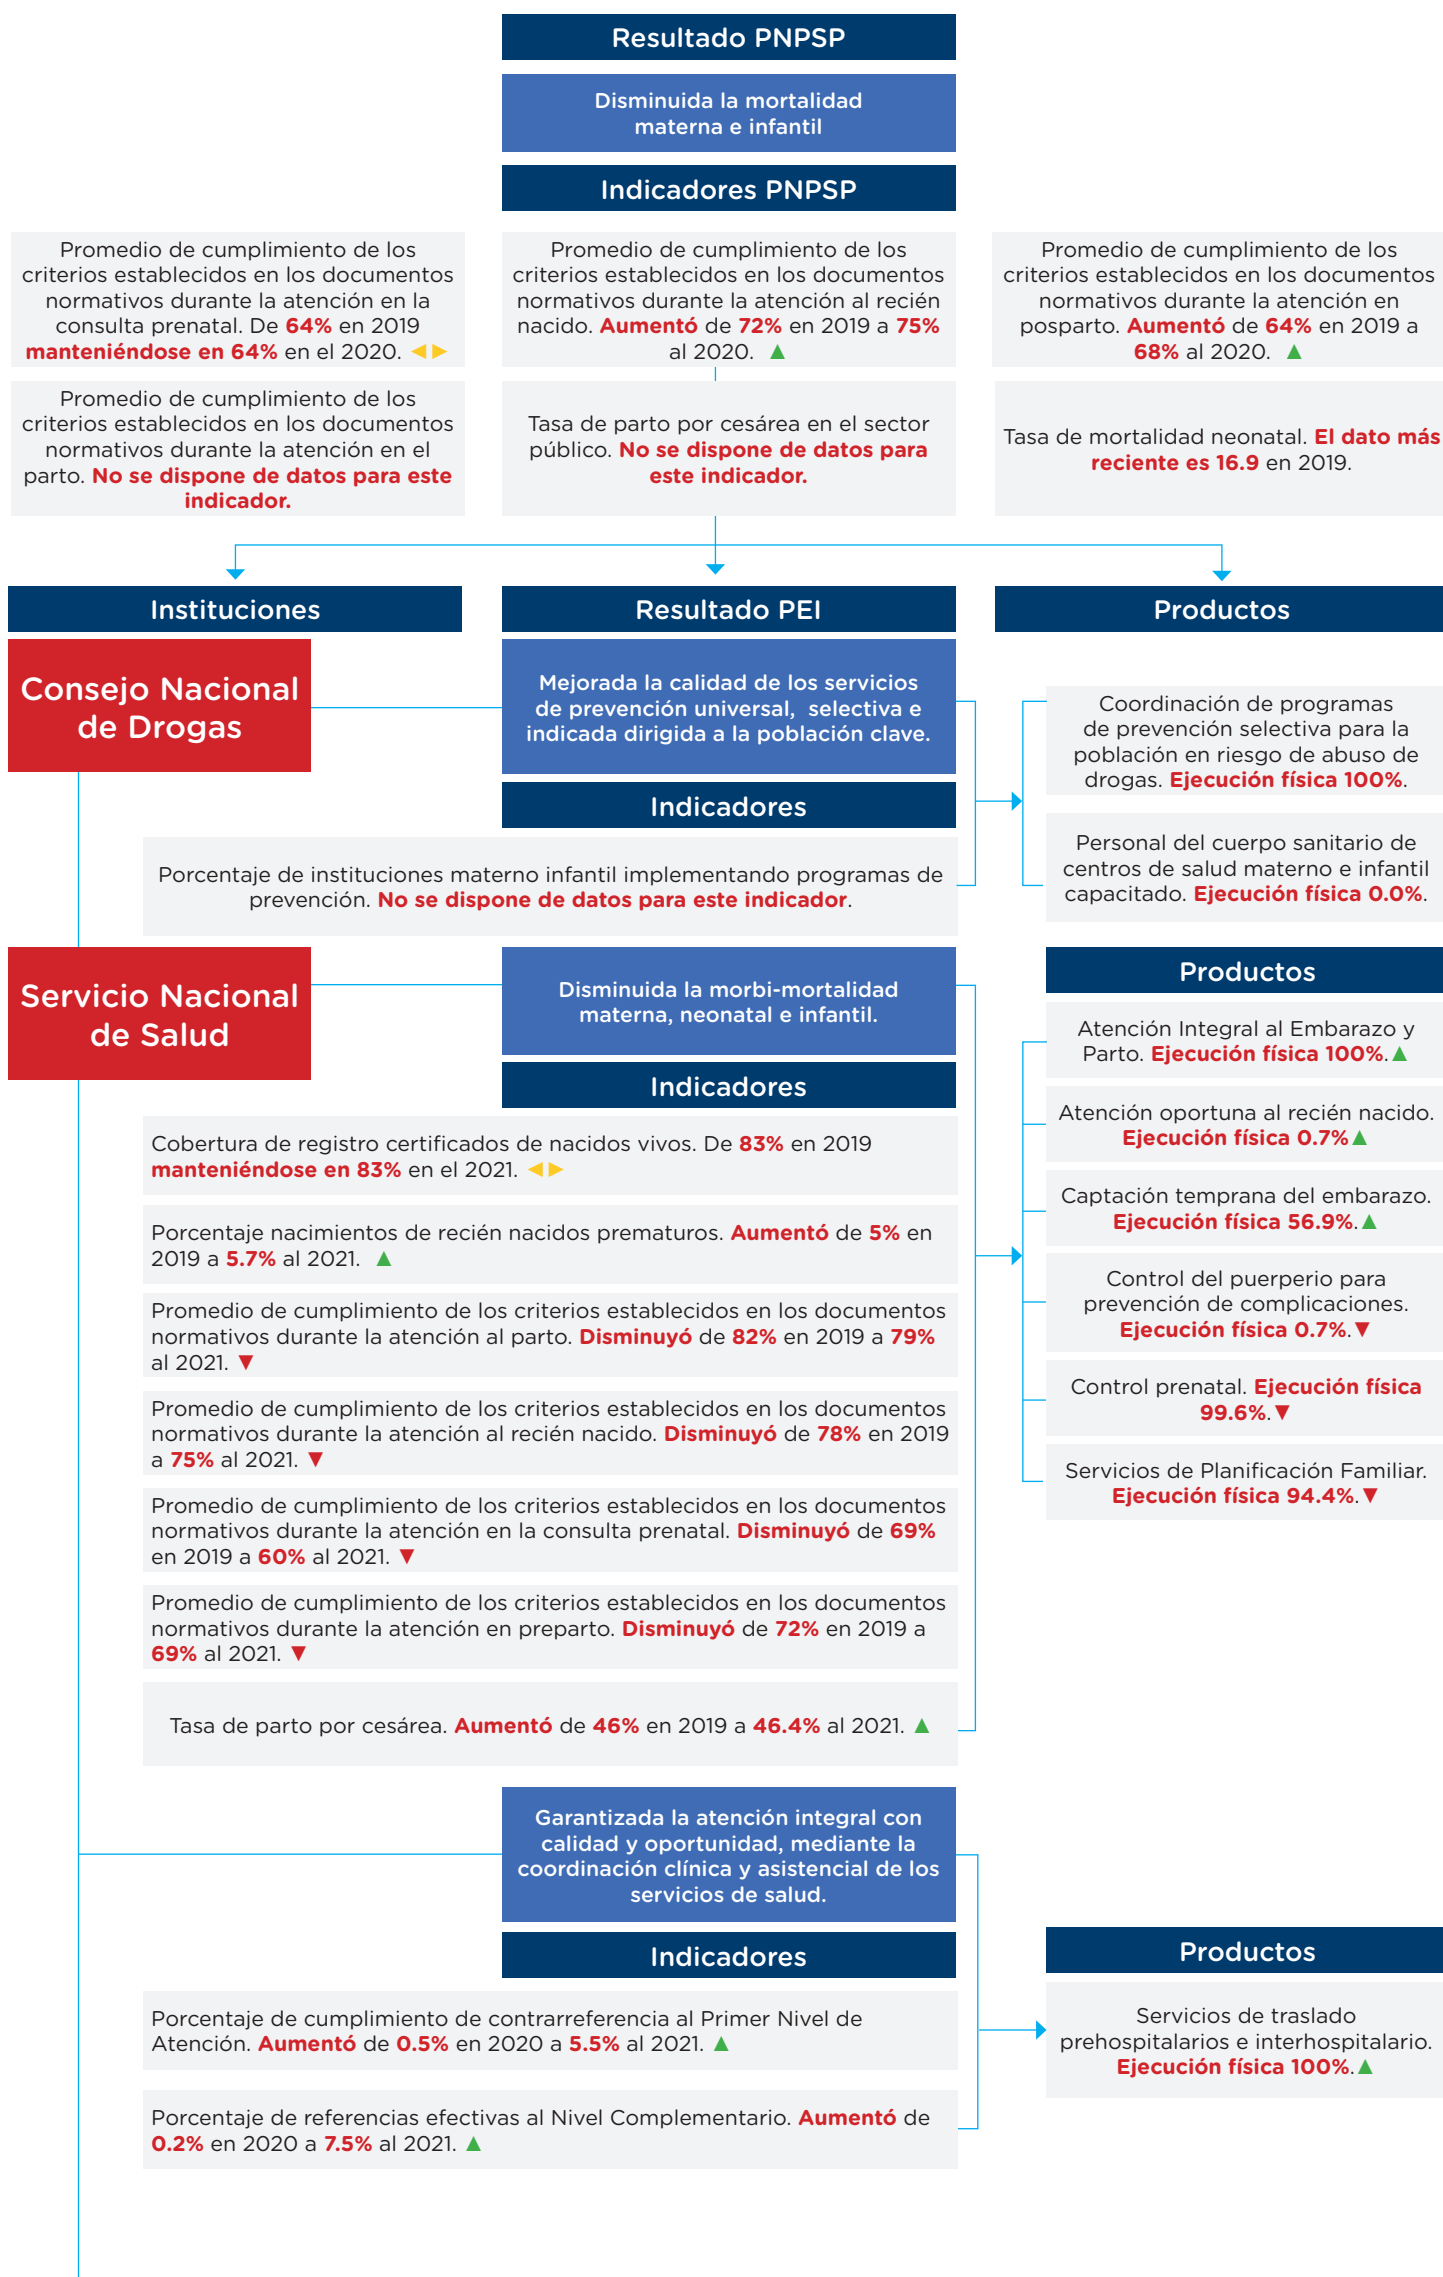 Resultado PNPSP
Disminuida la mortalidad
materna e infantil
Indicadores PNPSP
Promedio de cumplimiento de los
criterios establecidos en los documentos
normativos durante la atención en la
consulta prenatal. De 64% en 2019
manteniéndose en 64% en el 2020. ◄►
Promedio de cumplimiento de los
criterios establecidos en los documentos
normativos durante la atención al recién
nacido. Aumentó de 72% en 2019 a 75%
al 2020. ▲
Promedio de cumplimiento de los
criterios establecidos en los documentos
normativos durante la atención en
posparto. Aumentó de 64% en 2019 a
68% al 2020. ▲
Promedio de cumplimiento de los
criterios establecidos en los documentos
normativos durante la atención en el
parto. No se dispone de datos para este
indicador.
Tasa de parto por cesárea en el sector
público. No se dispone de datos para
este indicador.
Tasa de mortalidad neonatal. El dato más
reciente es 16.9 en 2019.
Instituciones
Resultado PEI
Productos
Consejo Nacional
de Drogas
Mejorada la calidad de los servicios
de prevención universal, selectiva e
indicada dirigida a la población clave.
Indicadores
Porcentaje de instituciones materno infantil implementando programas de
prevención. No se dispone de datos para este indicador.
Coordinación de programas
de prevención selectiva para la
población en riesgo de abuso de
drogas. Ejecución física 100%.
Personal del cuerpo sanitario de
centros de salud materno e infantil
capacitado. Ejecución física 0.0%.
Servicio Nacional
de Salud
Disminuida la morbi-mortalidad
materna, neonatal e infantil.
Indicadores
Cobertura de registro certificados de nacidos vivos. De 83% en 2019
manteniéndose en 83% en el 2021. ◄►
Porcentaje nacimientos de recién nacidos prematuros. Aumentó de 5% en
2019 a 5.7% al 2021. ▲
Promedio de cumplimiento de los criterios establecidos en los documentos
normativos durante la atención al parto. Disminuyó de 82% en 2019 a 79%
al 2021. ▼
Promedio de cumplimiento de los criterios establecidos en los documentos
normativos durante la atención al recién nacido. Disminuyó de 78% en 2019
a 75% al 2021. ▼
Promedio de cumplimiento de los criterios establecidos en los documentos
normativos durante la atención en la consulta prenatal. Disminuyó de 69%
en 2019 a 60% al 2021. ▼
Promedio de cumplimiento de los criterios establecidos en los documentos
normativos durante la atención en preparto. Disminuyó de 72% en 2019 a
69% al 2021. ▼
Tasa de parto por cesárea. Aumentó de 46% en 2019 a 46.4% al 2021. ▲
Productos
Atención Integral al Embarazo y
Parto. Ejecución física 100%.▲
Atención oportuna al recién nacido.
Ejecución física 0.7%▲
Captación temprana del embarazo.
Ejecución física 56.9%.▲
Control del puerperio para
prevención de complicaciones.
Ejecución física 0.7%.▼
Control prenatal. Ejecución física
99.6%.▼
Servicios de Planificación Familiar.
Ejecución física 94.4%.▼
Garantizada la atención integral con
calidad y oportunidad, mediante la
coordinación clínica y asistencial de los
servicios de salud.
Indicadores
Porcentaje de cumplimiento de contrarreferencia al Primer Nivel de
Atención. Aumentó de 0.5% en 2020 a 5.5% al 2021. ▲
Porcentaje de referencias efectivas al Nivel Complementario. Aumentó de
0.2% en 2020 a 7.5% al 2021. ▲
Productos
Servicios de traslado
prehospitalarios e interhospitalario.
Ejecución física 100%.▲